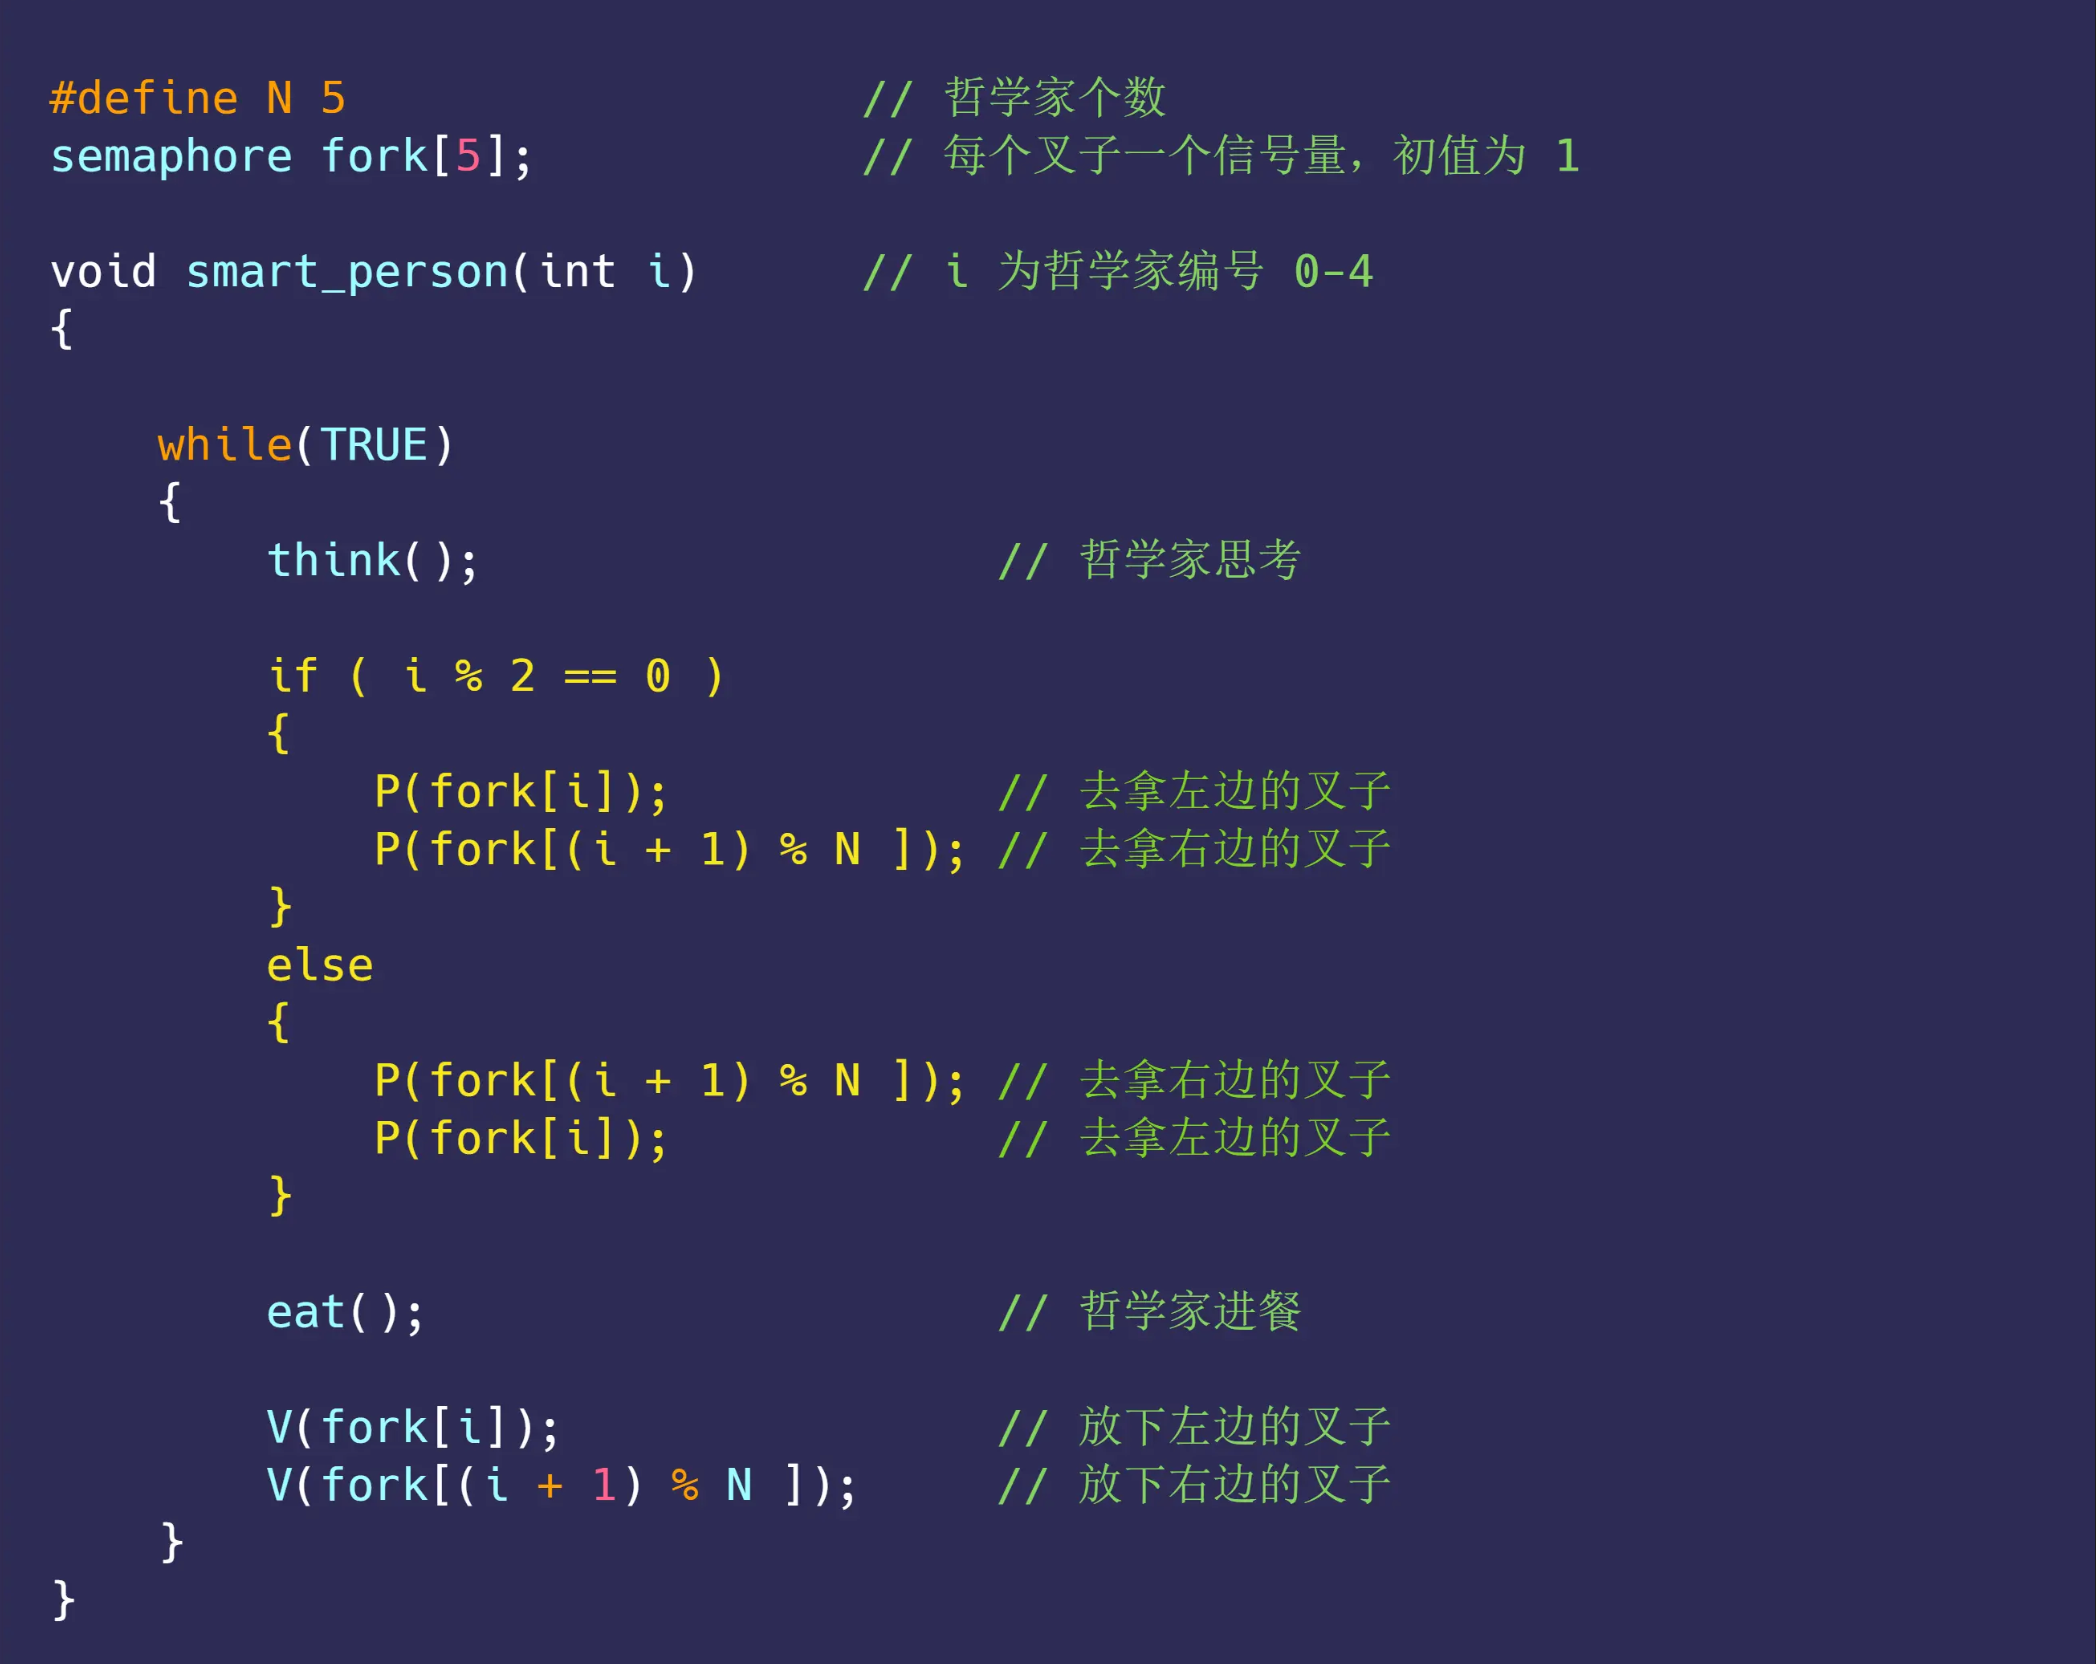 #define N 5 // 哲学家个数
semaphore fork[5]; // 每个叉子一个信号量，初值为 1
void smart_person(int i) // i 为哲学家编号 0-4
{
while(TRUE)
{
think(); // 哲学家思考
if ( i % 2 == 0 )
{
P(fork[i]); // 去拿左边的叉子
P(fork[(i + 1) % N ]); // 去拿右边的叉子
}
else
{
P(fork[(i + 1) % N ]); // 去拿右边的叉子
P(fork[i]); // 去拿左边的叉子
}
eat(); // 哲学家进餐
V(fork[i]); // 放下左边的叉子
V(fork[(i + 1) % N ]); // 放下右边的叉子
}
}